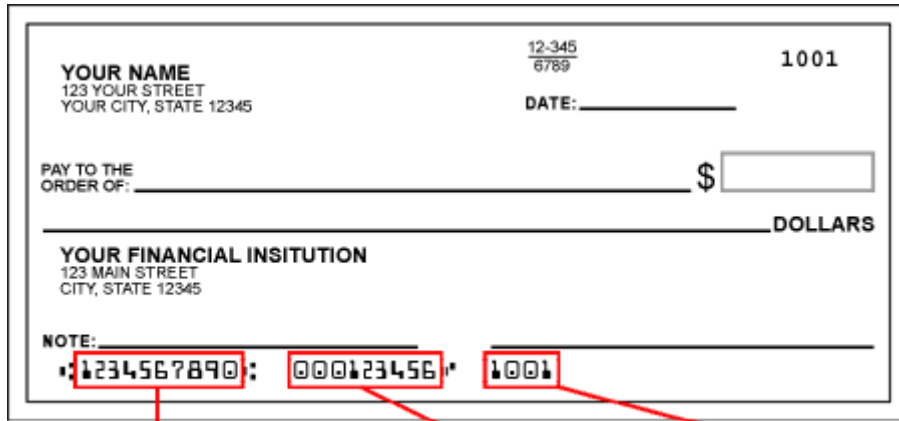 12-345
6789
1001
YOUR NAME
123 YOUR STREET
YOUR CITY, STATE 12345
DATE:
PAY TO THE
ORDER OF:
$
DOLLARS
YOUR FINANCIAL INSITUTION
123 MAIN STREET
CITY, STATE 12345
NOTE:
⑆1234567890⑆ 000123456⑈ 1001